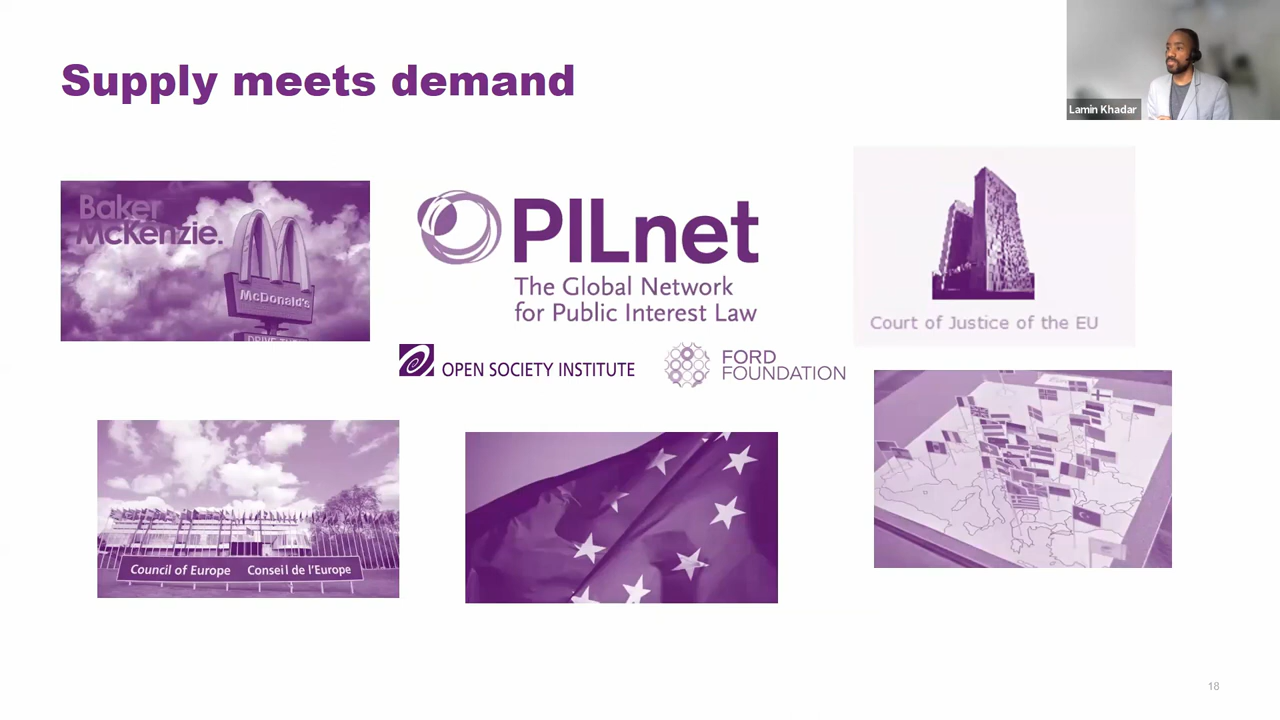 Supply meets demand
Lamin Khadar
Baker
McKenzie.
McDonald's
PILnet
The Global Network
for Public Interest Law
Court of Justice of the EU
OPEN SOCIETY INSTITUTE
FORD
FOUNDATION
Council of Europe Conseil de l'Europe
18